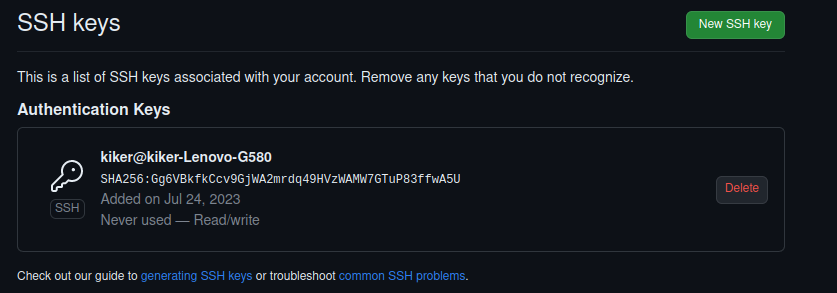 SSH keys
New SSH key
This is a list of SSH keys associated with your account. Remove any keys that you do not recognize.
Authentication Keys
kiker@kiker-Lenovo-G580
SHA256:Gg6VBkfkCcv9GjWA2mrdq49HVzWAMW7GTuP83ffwA5U
Added on Jul 24, 2023
Never used — Read/write
SSH
Delete
Check out our guide to generating SSH keys or troubleshoot common SSH problems.